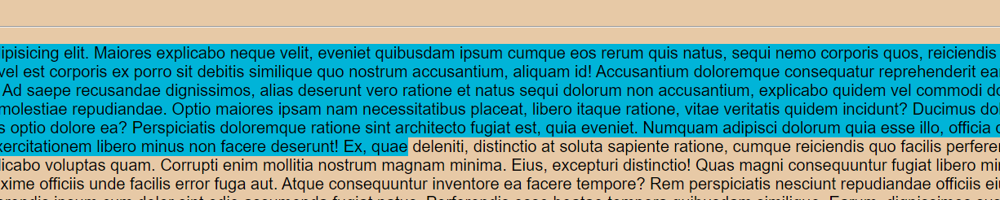 ipisicing elit. Maiores explicabo neque velit, eveniet quibusdam ipsum cumque eos rerum quis natus, sequi nemo corporis quos, reiciendis
vel est corporis ex porro sit debitis similique quo nostrum accusantium, aliquam id! Accusantium doloremque consequatur reprehenderit ea
Ad saepe recusandae dignissimos, alias deserunt vero ratione et natus sequi dolorum non accusantium, explicabo quidem vel commodi do
molestiae repudiandae. Optio maiores ipsam nam necessitatibus placeat, libero itaque ratione, vitae veritatis quidem incidunt? Ducimus do
s optio dolore ea? Perspiciatis doloremque ratione sint architecto fugiat est, quia eveniet. Numquam adipisci dolorum quia esse illo, officia
xercitationem libero minus non facere deserunt! Ex, quae deleniti, distinctio at soluta sapiente ratione, cumque reiciendis quo facilis perfere
licabo voluptas quam. Corrupti enim mollitia nostrum magnam minima. Eius, excepturi distinctio! Quas magni consequuntur fugiat libero mi
xime officiis unde facilis error fuga aut. Atque consequuntur inventore ea facere tempore? Rem perspiciatis nesciunt repudiandae officiis e